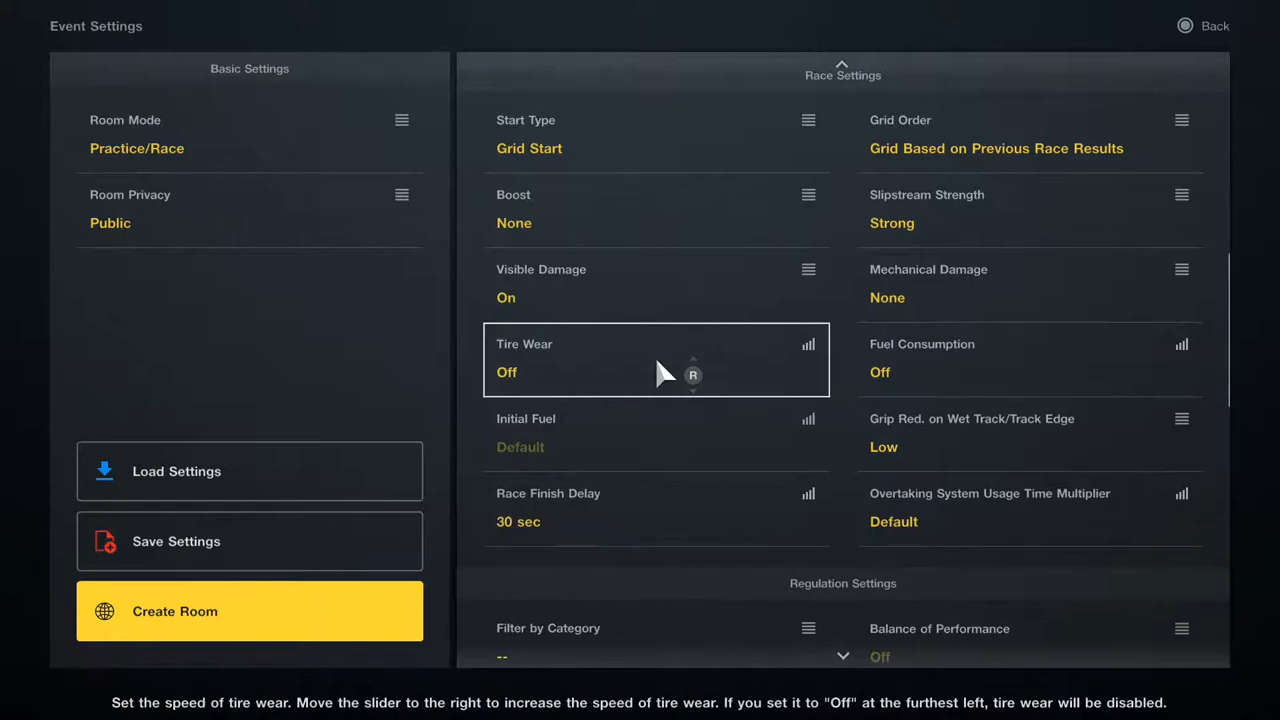 Event Settings
Back
Basic Settings
Room Mode
Practice/Race
Room Privacy
Public
Load Settings
Save Settings
Create Room
Race Settings
Start Type
Grid Start
Grid Order
Grid Based on Previous Race Results
Boost
None
Slipstream Strength
Strong
Visible Damage
On
Mechanical Damage
None
Tire Wear
Off
R
Fuel Consumption
Off
Initial Fuel
Default
Grip Red. on Wet Track/Track Edge
Low
Race Finish Delay
30 sec
Overtaking System Usage Time Multiplier
Default
Regulation Settings
Filter by Category
--
Balance of Performance
Off
Set the speed of tire wear. Move the slider to the right to increase the speed of tire wear. If you set it to "Off" at the furthest left, tire wear will be disabled.